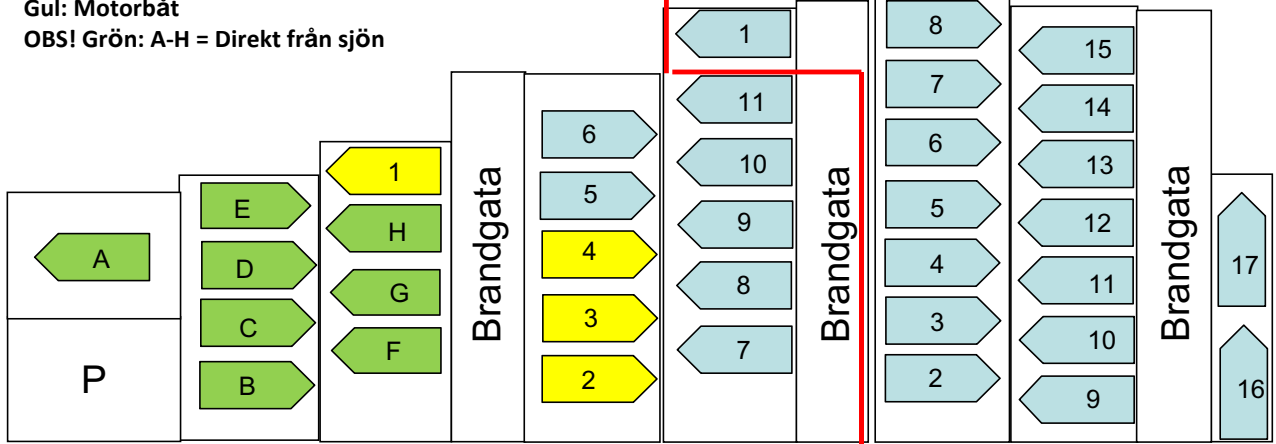 Gul: Motorbåt
OBS! Grön: A-H = Direkt från sjön
A
P
E
D
C
B
1
H
G
F
Brandgata
6
5
4
3
2
1
11
10
9
8
7
Brandgata
8
7
6
5
4
3
2
15
14
13
12
11
10
9
Brandgata
17
16